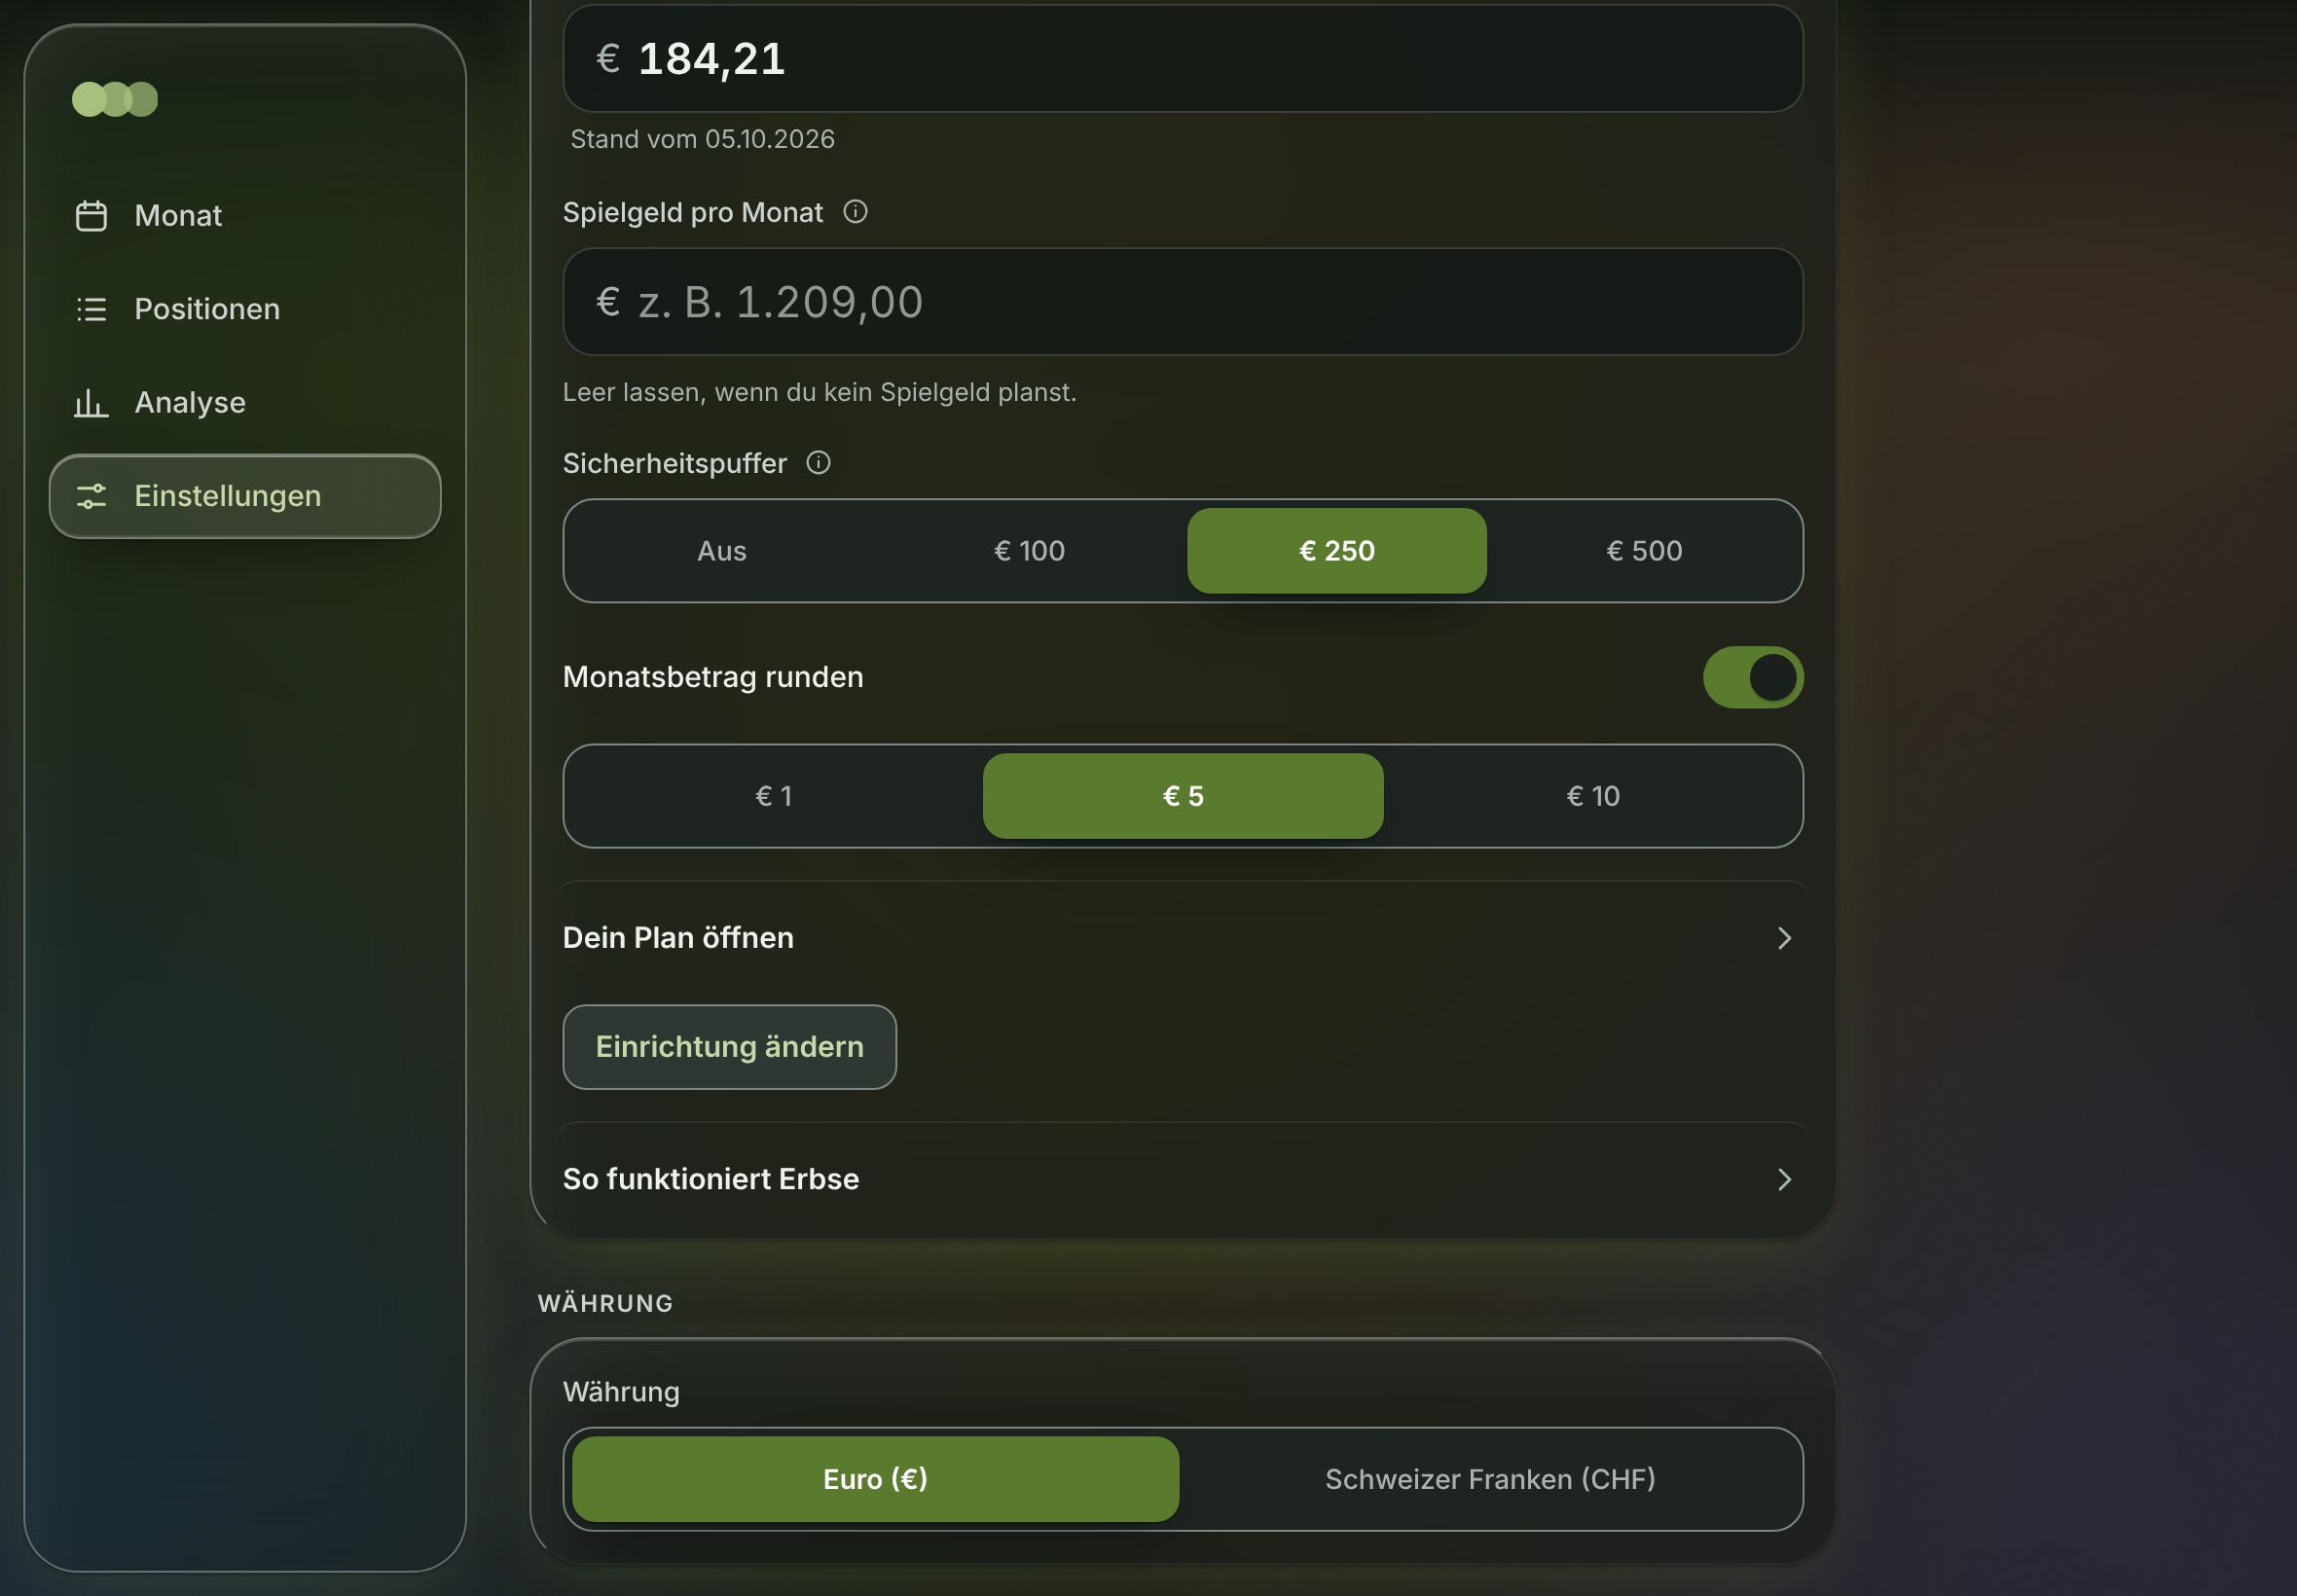 Monat
Positionen
Analyse
Einstellungen
€ 184,21
Stand vom 05.10.2026
Spielgeld pro Monat
€ z. B. 1.209,00
Leer lassen, wenn du kein Spielgeld planst.
Sicherheitspuffer
Aus € 100 € 250 € 500
Monatsbetrag runden
€ 1 € 5 € 10
Dein Plan öffnen
Einrichtung ändern
So funktioniert Erbse
WÄHRUNG
Währung
Euro (€) Schweizer Franken (CHF)